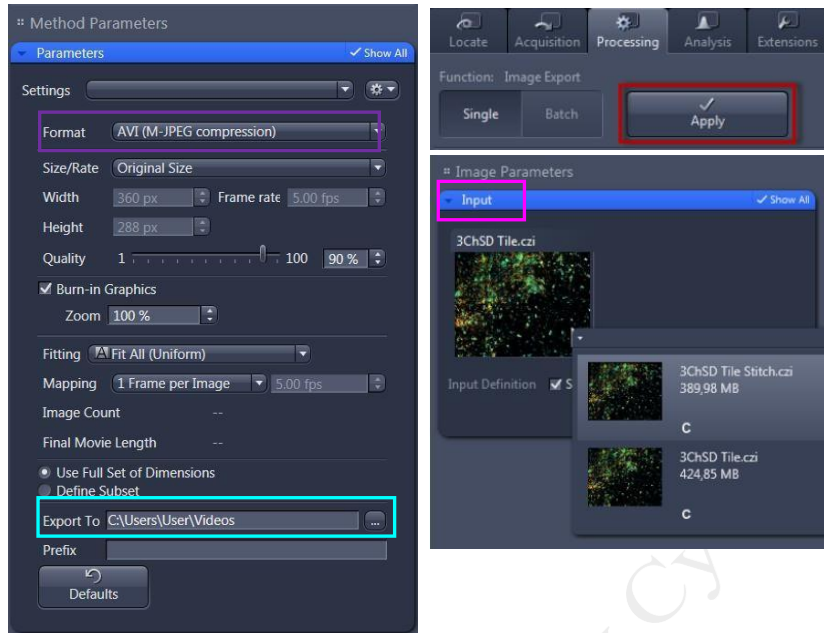 Method Parameters
Parameters Show All
Settings
Format AVI (M-JPEG compression)
Size/Rate Original Size
Width 360 px Frame rate 5.00 fps
Height 288 px
Quality 1 100 90 %
Burn-in Graphics
Zoom 100 %
Fitting Fit All (Uniform)
Mapping 1 Frame per Image 5.00 fps
Image Count --
Final Movie Length --
Use Full Set of Dimensions
Define Subset
Export To C:\Users\User\Videos ...
Prefix
Defaults
Locate Acquisition Processing Analysis Extensions
Function: Image Export
Single Batch Apply
Image Parameters
Input Show All
3ChSD Tile.czi
Input Definition S
3ChSD Tile Stitch.czi
389,98 MB
C
3ChSD Tile.czi
424,85 MB
C